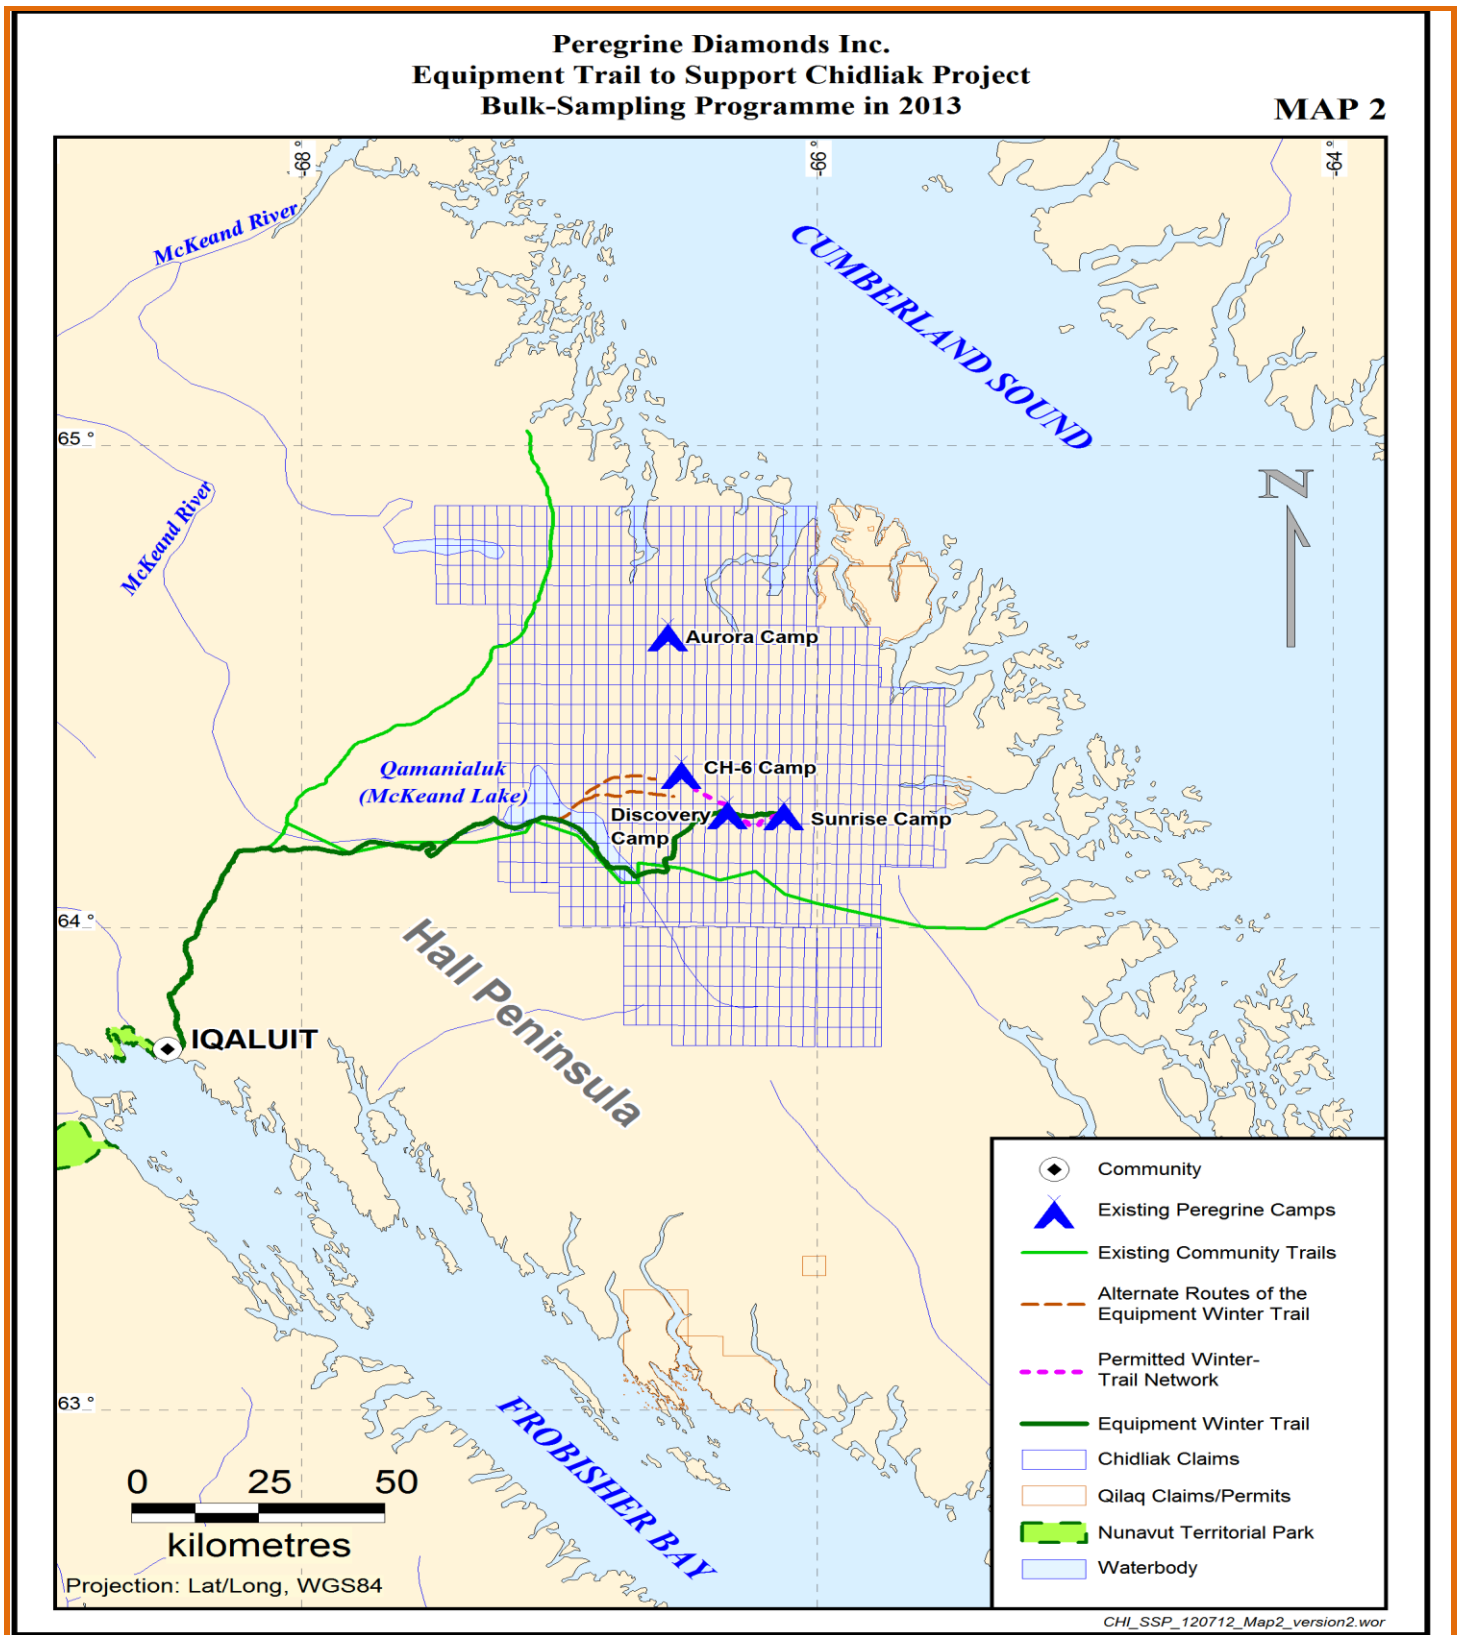 Peregrine Diamonds Inc.
Equipment Trail to Support Chidliak Project
Bulk-Sampling Programme in 2013
MAP 2
-68 °
-66 °
-64 °
McKeand River
CUMBERLAND SOUND
65 °
N
McKeand River
Aurora Camp
Qamanialuk
(McKeand Lake)
CH-6 Camp
Discovery
Camp
Sunrise Camp
64 °
Hall Peninsula
IQALUIT
Community
Existing Peregrine Camps
Existing Community Trails
Alternate Routes of the
Equipment Winter Trail
Permitted Winter-
Trail Network
63 °
Equipment Winter Trail
FROBISHER BAY
Chidliak Claims
0 25 50
Qilaq Claims/Permits
Nunavut Territorial Park
kilometres
Waterbody
Projection: Lat/Long, WGS84
CHI_SSP_120712_Map2_version2.wor